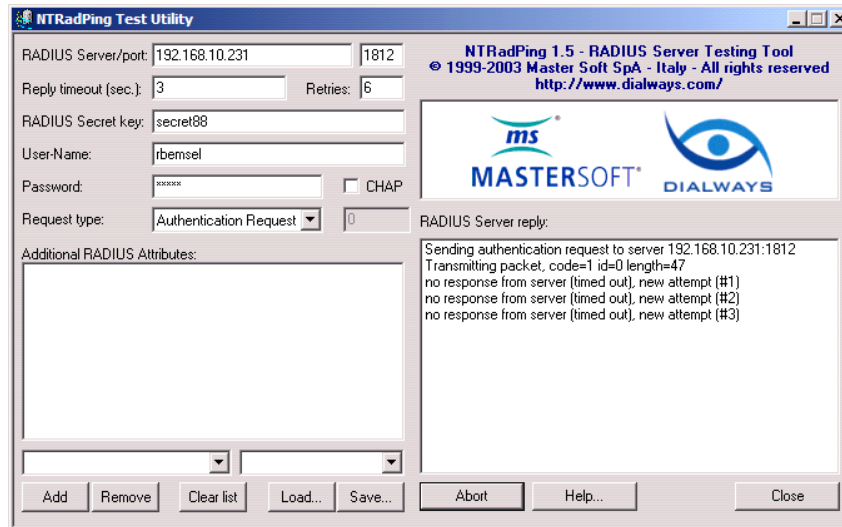 NTRadPing Test Utility
RADIUS Server/port: 192.168.10.231 1812
Reply timeout (sec.): 3 Retries: 6
RADIUS Secret key: secret88
User-Name: rbemsel
Password: xxxxx CHAP
Request type: Authentication Request 0
Additional RADIUS Attributes:
Add Remove Clear list Load... Save...
NTRadPing 1.5 - RADIUS Server Testing Tool
© 1999-2003 Master Soft SpA - Italy - All rights reserved
http://www.dialways.com/
ms
MASTERSOFT DIALWAYS
RADIUS Server reply:
Sending authentication request to server 192.168.10.231:1812
Transmitting packet, code=1 id=0 length=47
no response from server (timed out), new attempt (#1)
no response from server (timed out), new attempt (#2)
no response from server (timed out), new attempt (#3)
Abort Help... Close